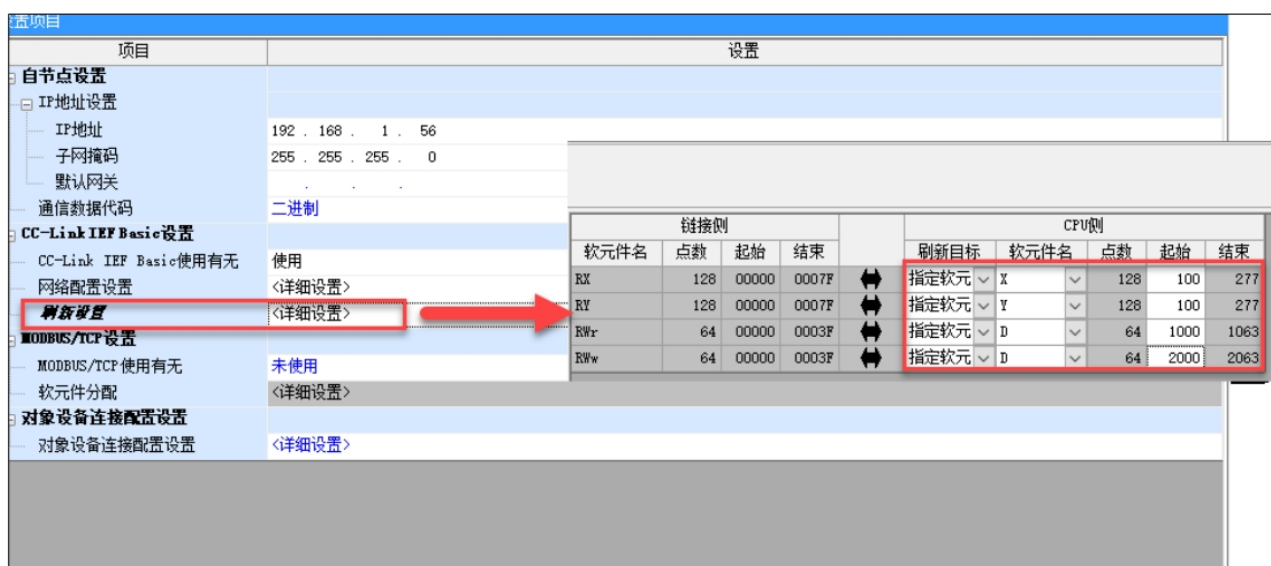 置项目
项目 设置
自节点设置
IP地址设置
IP地址 192 . 168 . 1 . 56
子网掩码 255 . 255 . 255 . 0
默认网关 . . .
通信数据代码 二进制
CC-Link IEF Basic设置
CC-Link IEF Basic使用有无 使用
网络配置设置 <详细设置>
刷新设置 <详细设置>
MODBUS/TCP设置
MODBUS/TCP使用有无 未使用
软元件分配 <详细设置>
对象设备连接配置设置
对象设备连接配置设置 <详细设置>
链接侧 CPU侧
软元件名 点数 起始 结束 刷新目标 软元件名 点数 起始 结束
RX 128 00000 0007F 指定软元 X 128 100 277
RY 128 00000 0007F 指定软元 Y 128 100 277
RWr 64 00000 0003F 指定软元 D 64 1000 1063
RWw 64 00000 0003F 指定软元 D 64 2000 2063